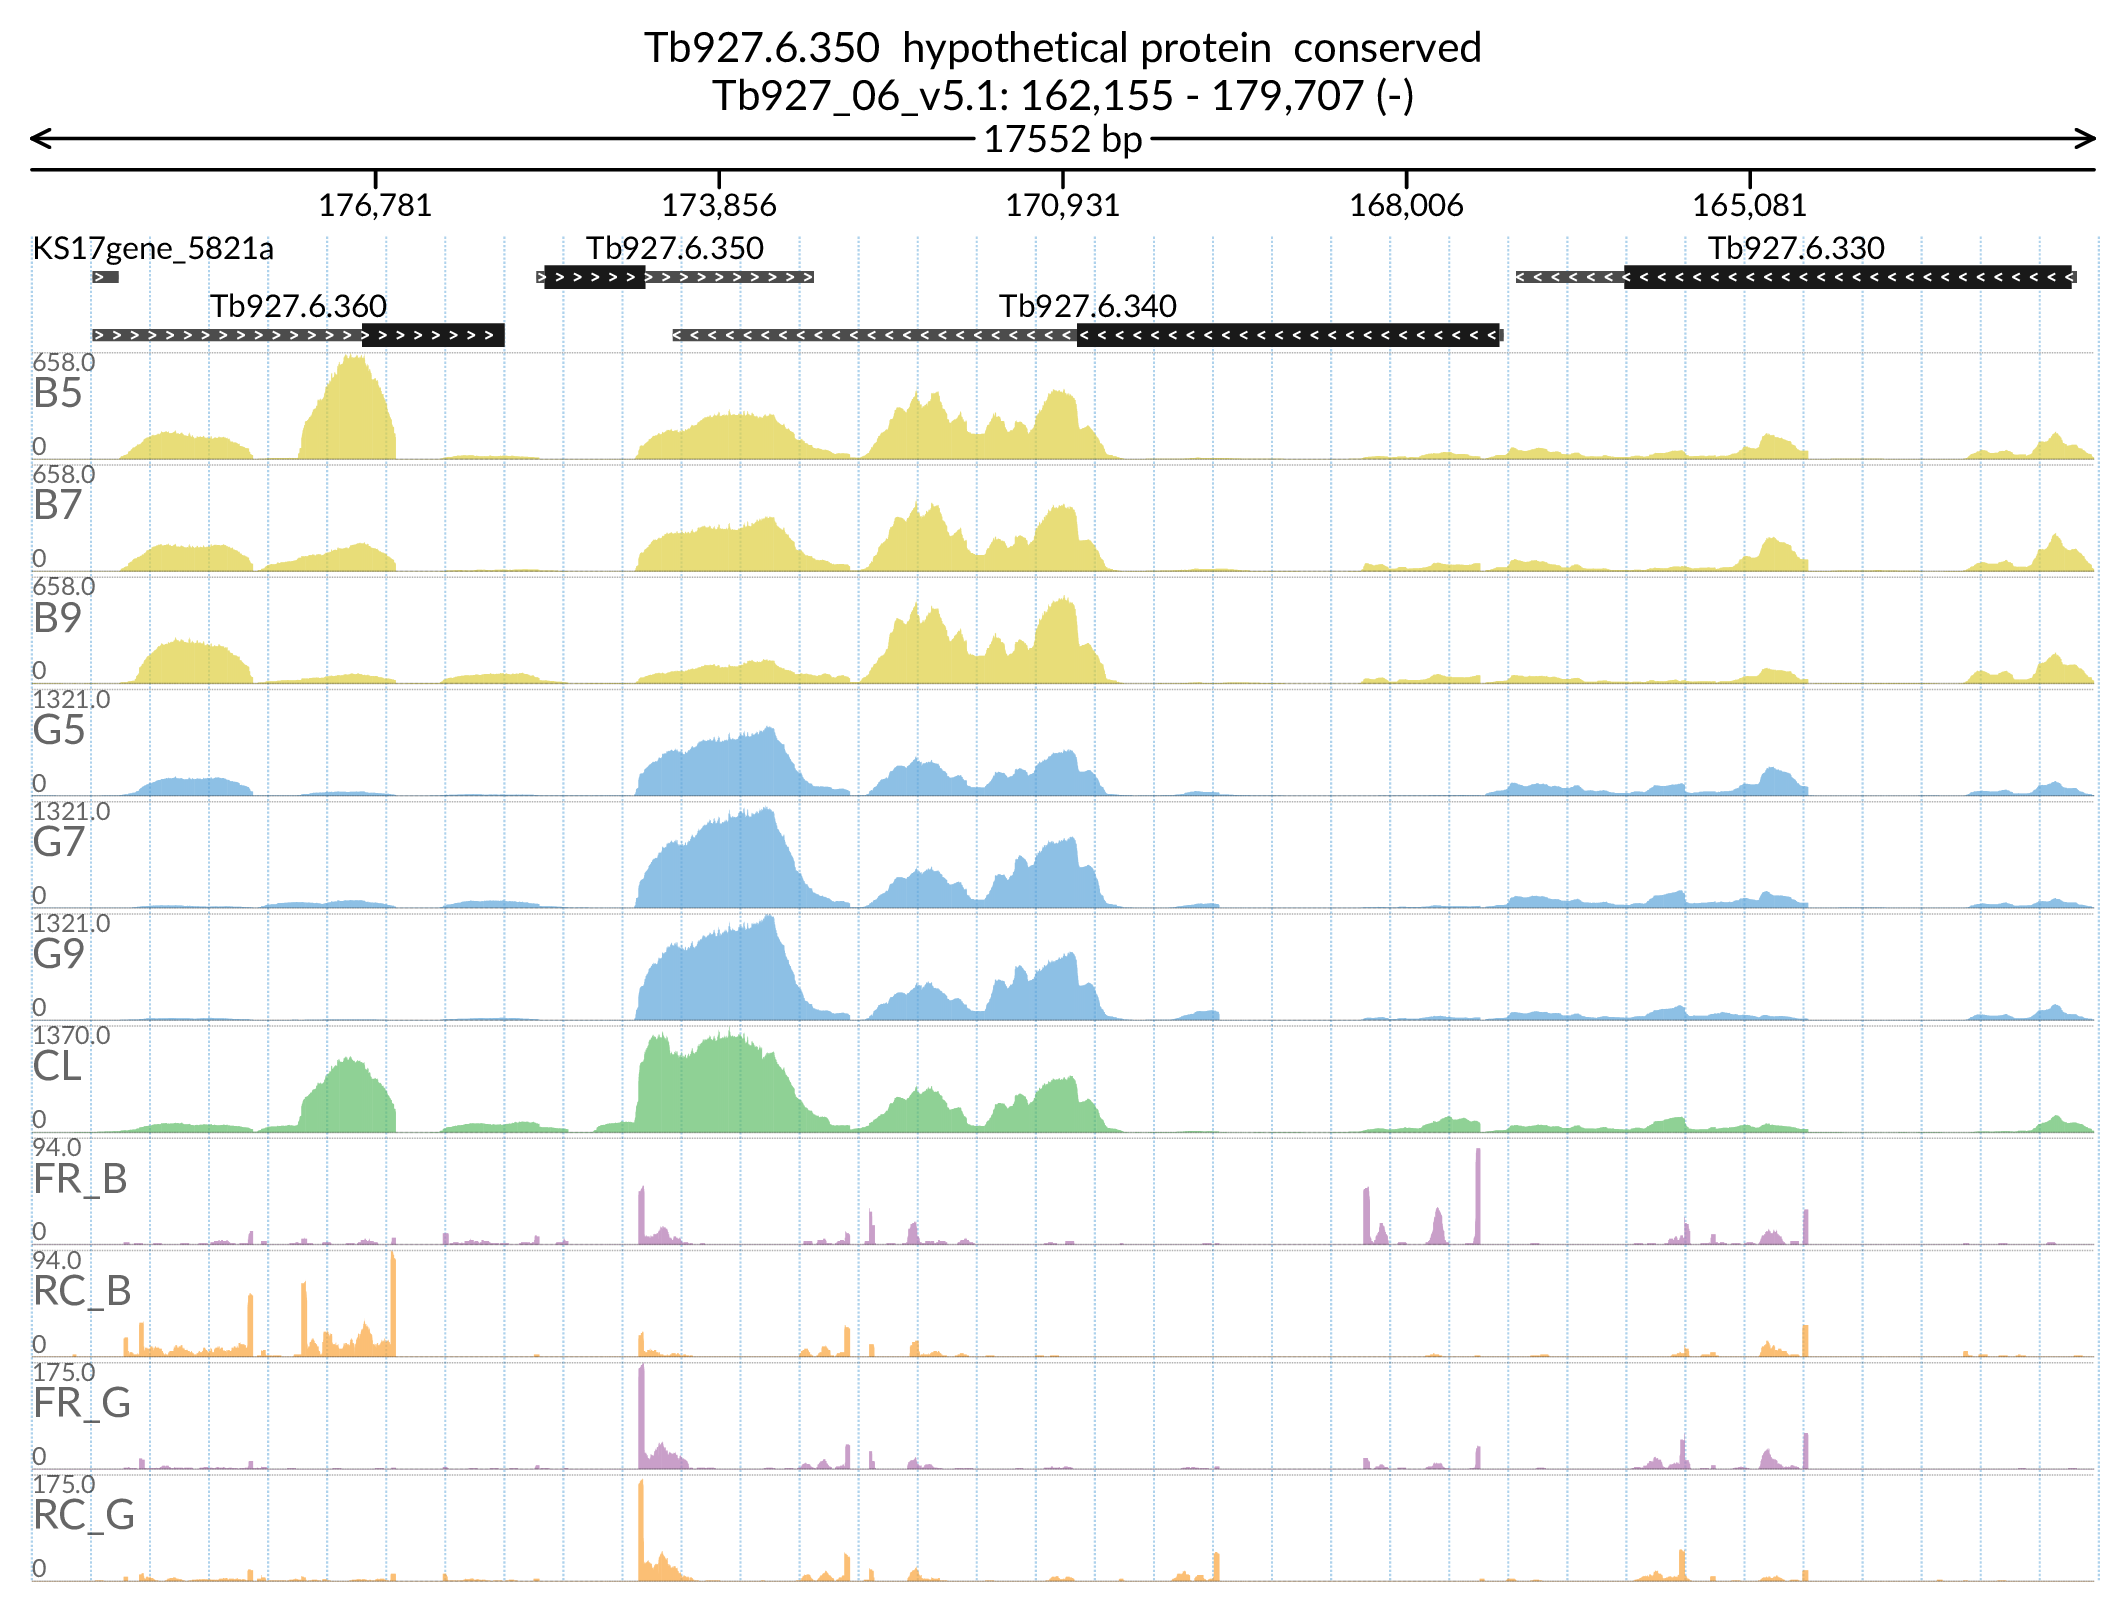 Tb927.6.350  hypothetical protein  conserved
Tb927_06_v5.1: 162,155 - 179,707 (-)
17552 bp
176,781 173,856 170,931 168,006 165,081
KS17gene_5821a Tb927.6.350 Tb927.6.330
Tb927.6.360 Tb927.6.340
658.0
B5
0
658.0
B7
0
658.0
B9
0
1321.0
G5
0
1321.0
G7
0
1321.0
G9
0
1370.0
CL
0
94.0
FR_B
0
94.0
RC_B
0
175.0
FR_G
0
175.0
RC_G
0